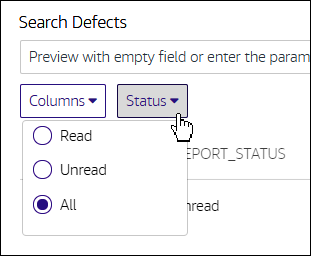 Search Defects
Preview with empty field or enter the param
Columns Status
Read
EPORT_STATUS
Unread
All
nread